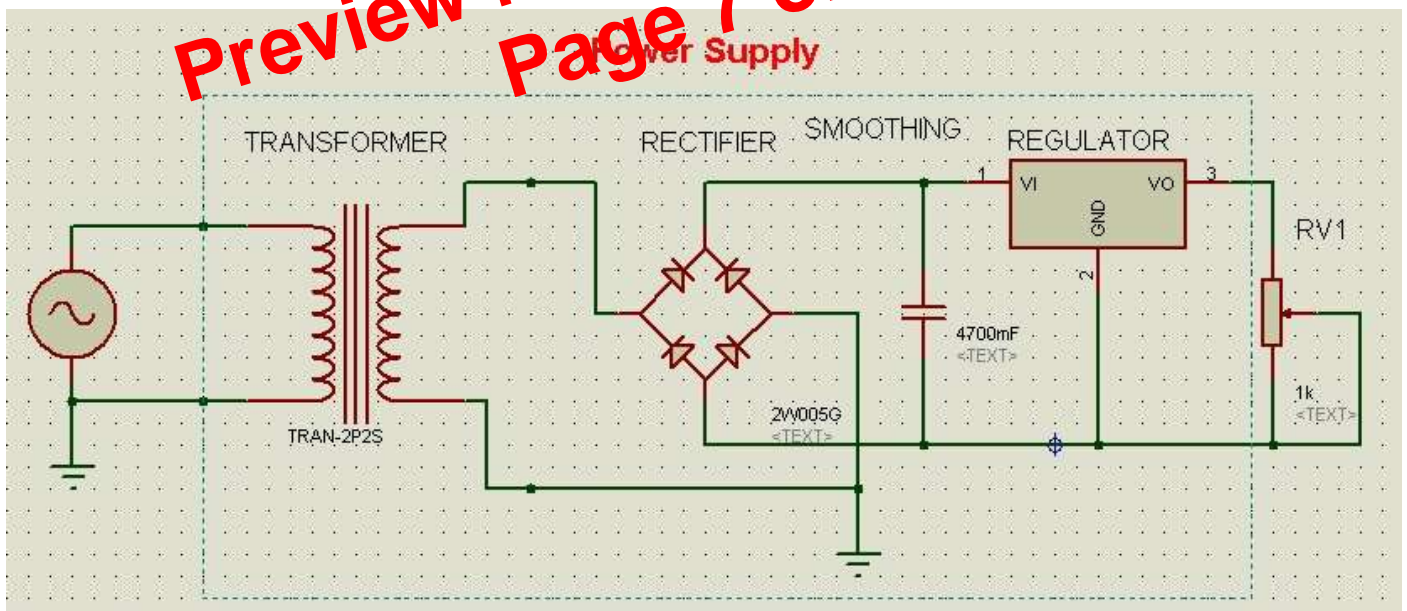 Preview
Page 7 o
Power Supply
TRANSFORMER
RECTIFIER
SMOOTHING
REGULATOR
1
VI
VO
3
GND
2
RV1
4700mF
<TEXT>
1k
<TEXT>
2W005G
<TEXT>
TRAN-2P2S